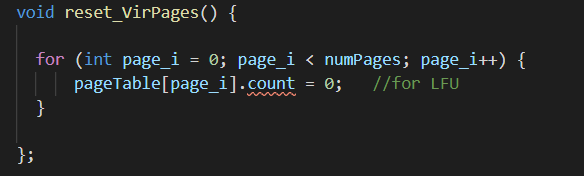 void reset_VirPages() {
for (int page_i = 0; page_i < numPages; page_i++) {
pageTable[page_i].count = 0;   //for LFU
}
};